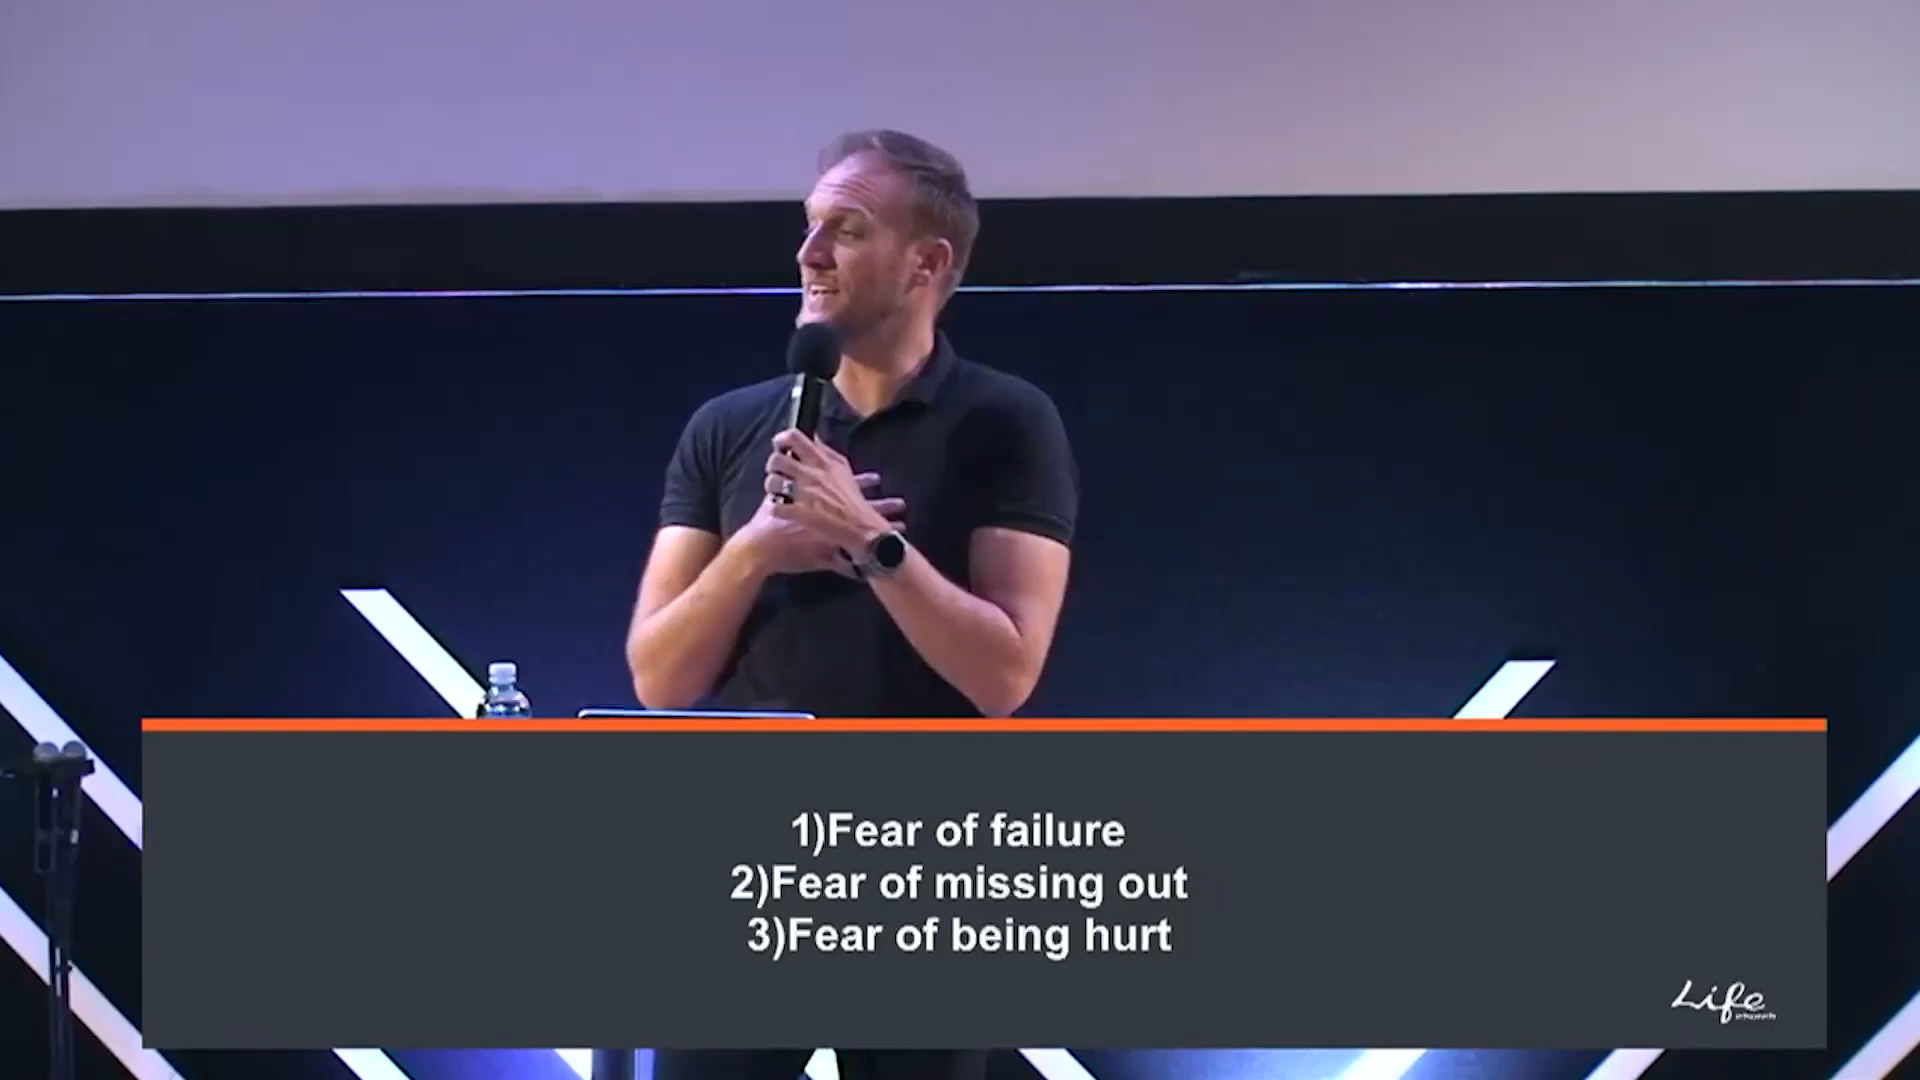 1)Fear of failure
2)Fear of missing out
3)Fear of being hurt
Life